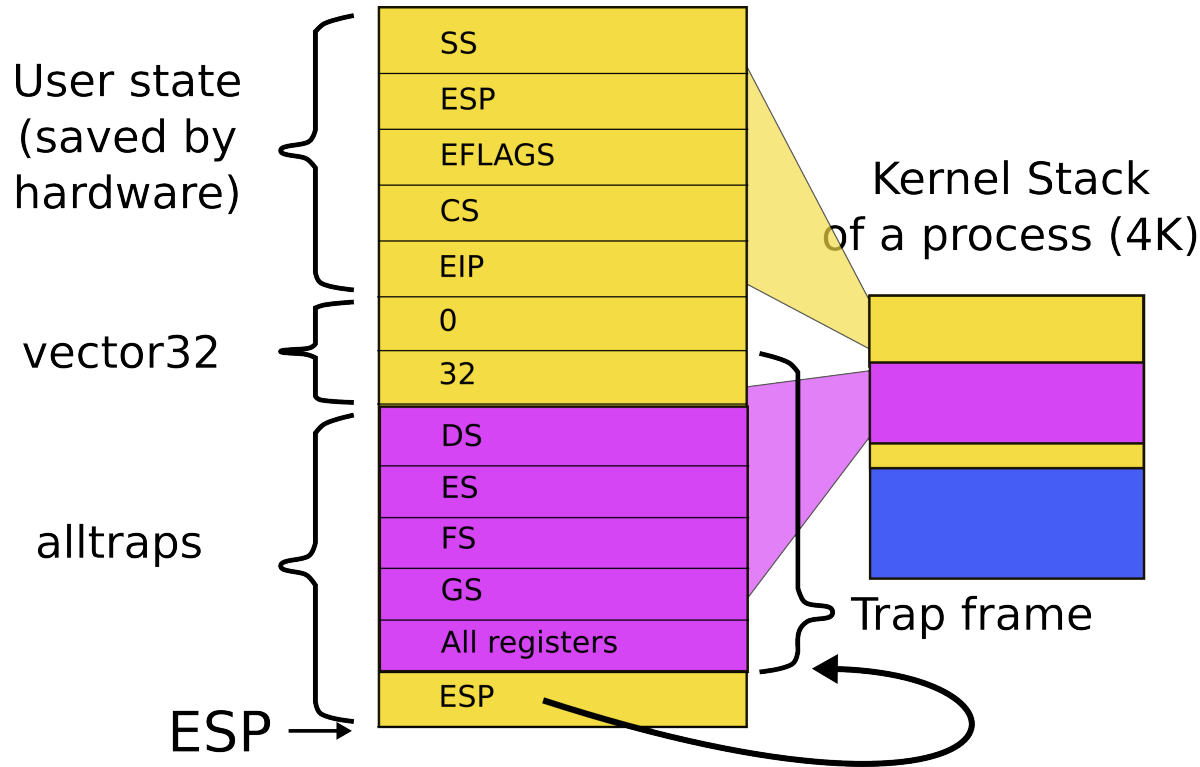 User state
(saved by
hardware)
vector32
alltraps
ESP
SS
ESP
EFLAGS
CS
EIP
0
32
DS
ES
FS
GS
All registers
ESP
Kernel Stack
of a process (4K)
Trap frame